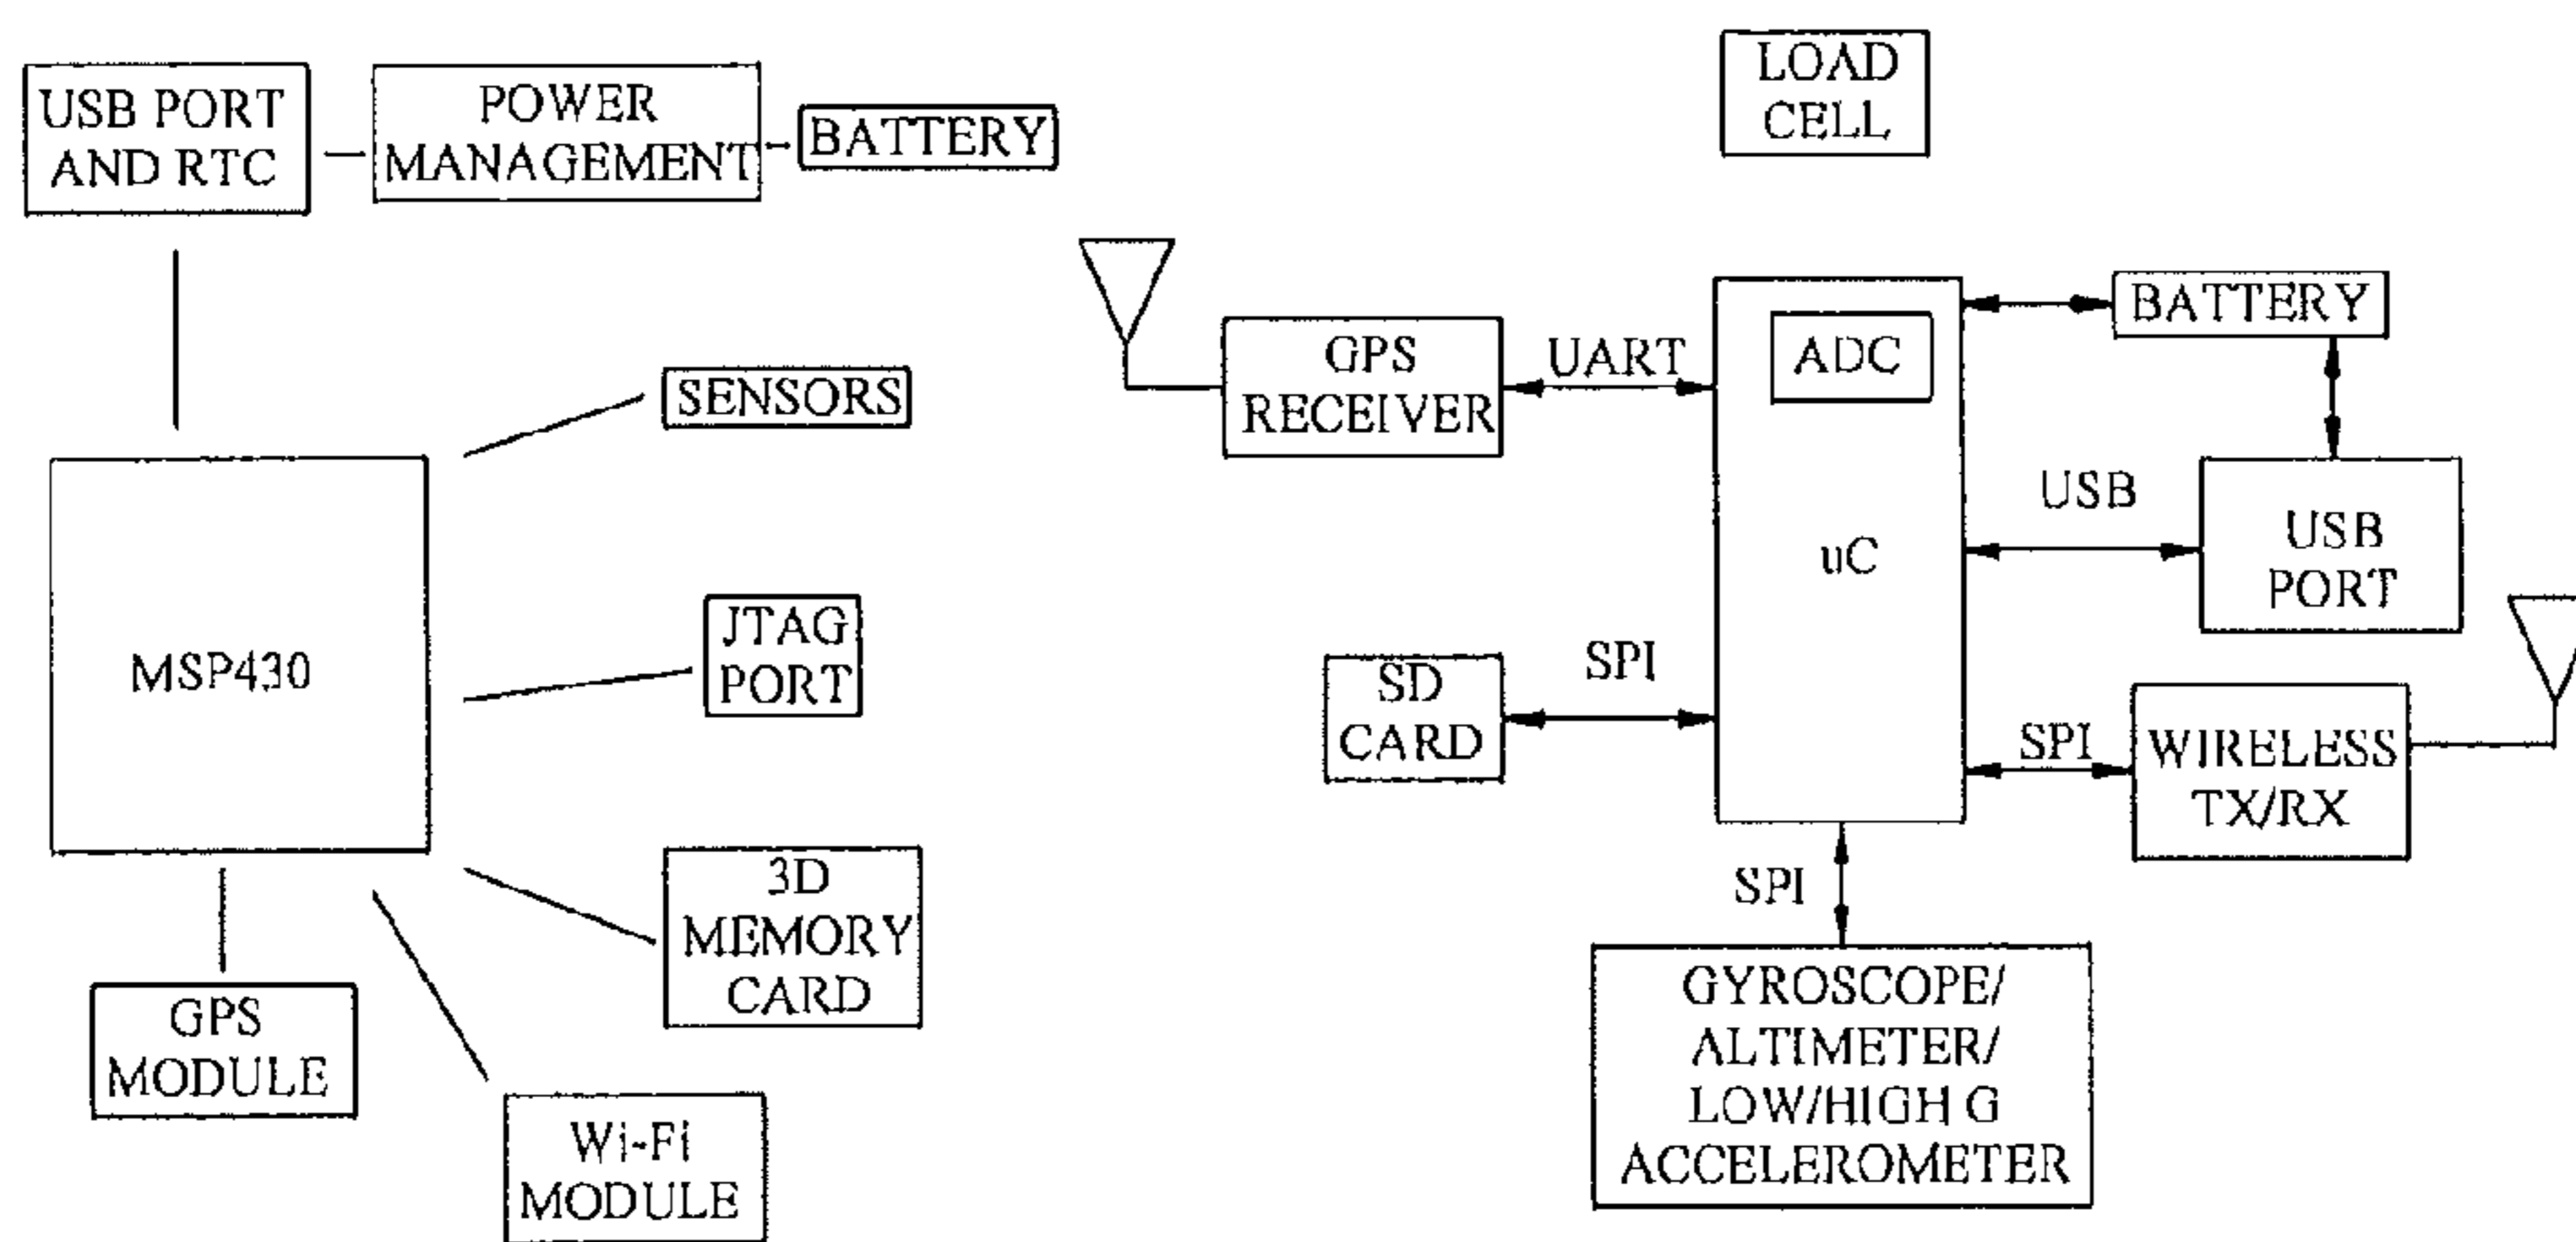 USB PORT
AND RTC
POWER
MANAGEMENT
BATTERY
SENSORS
MSP430
JTAG
PORT
3D
MEMORY
CARD
GPS
MODULE
Wi-Fi
MODULE
LOAD
CELL
GPS
RECEIVER
UART
ADC
uC
BATTERY
USB
USB
PORT
SD
CARD
SPI
SPI
WIRELESS
TX/RX
SPI
GYROSCOPE/
ALTIMETER/
LOW/HIGH G
ACCELEROMETER